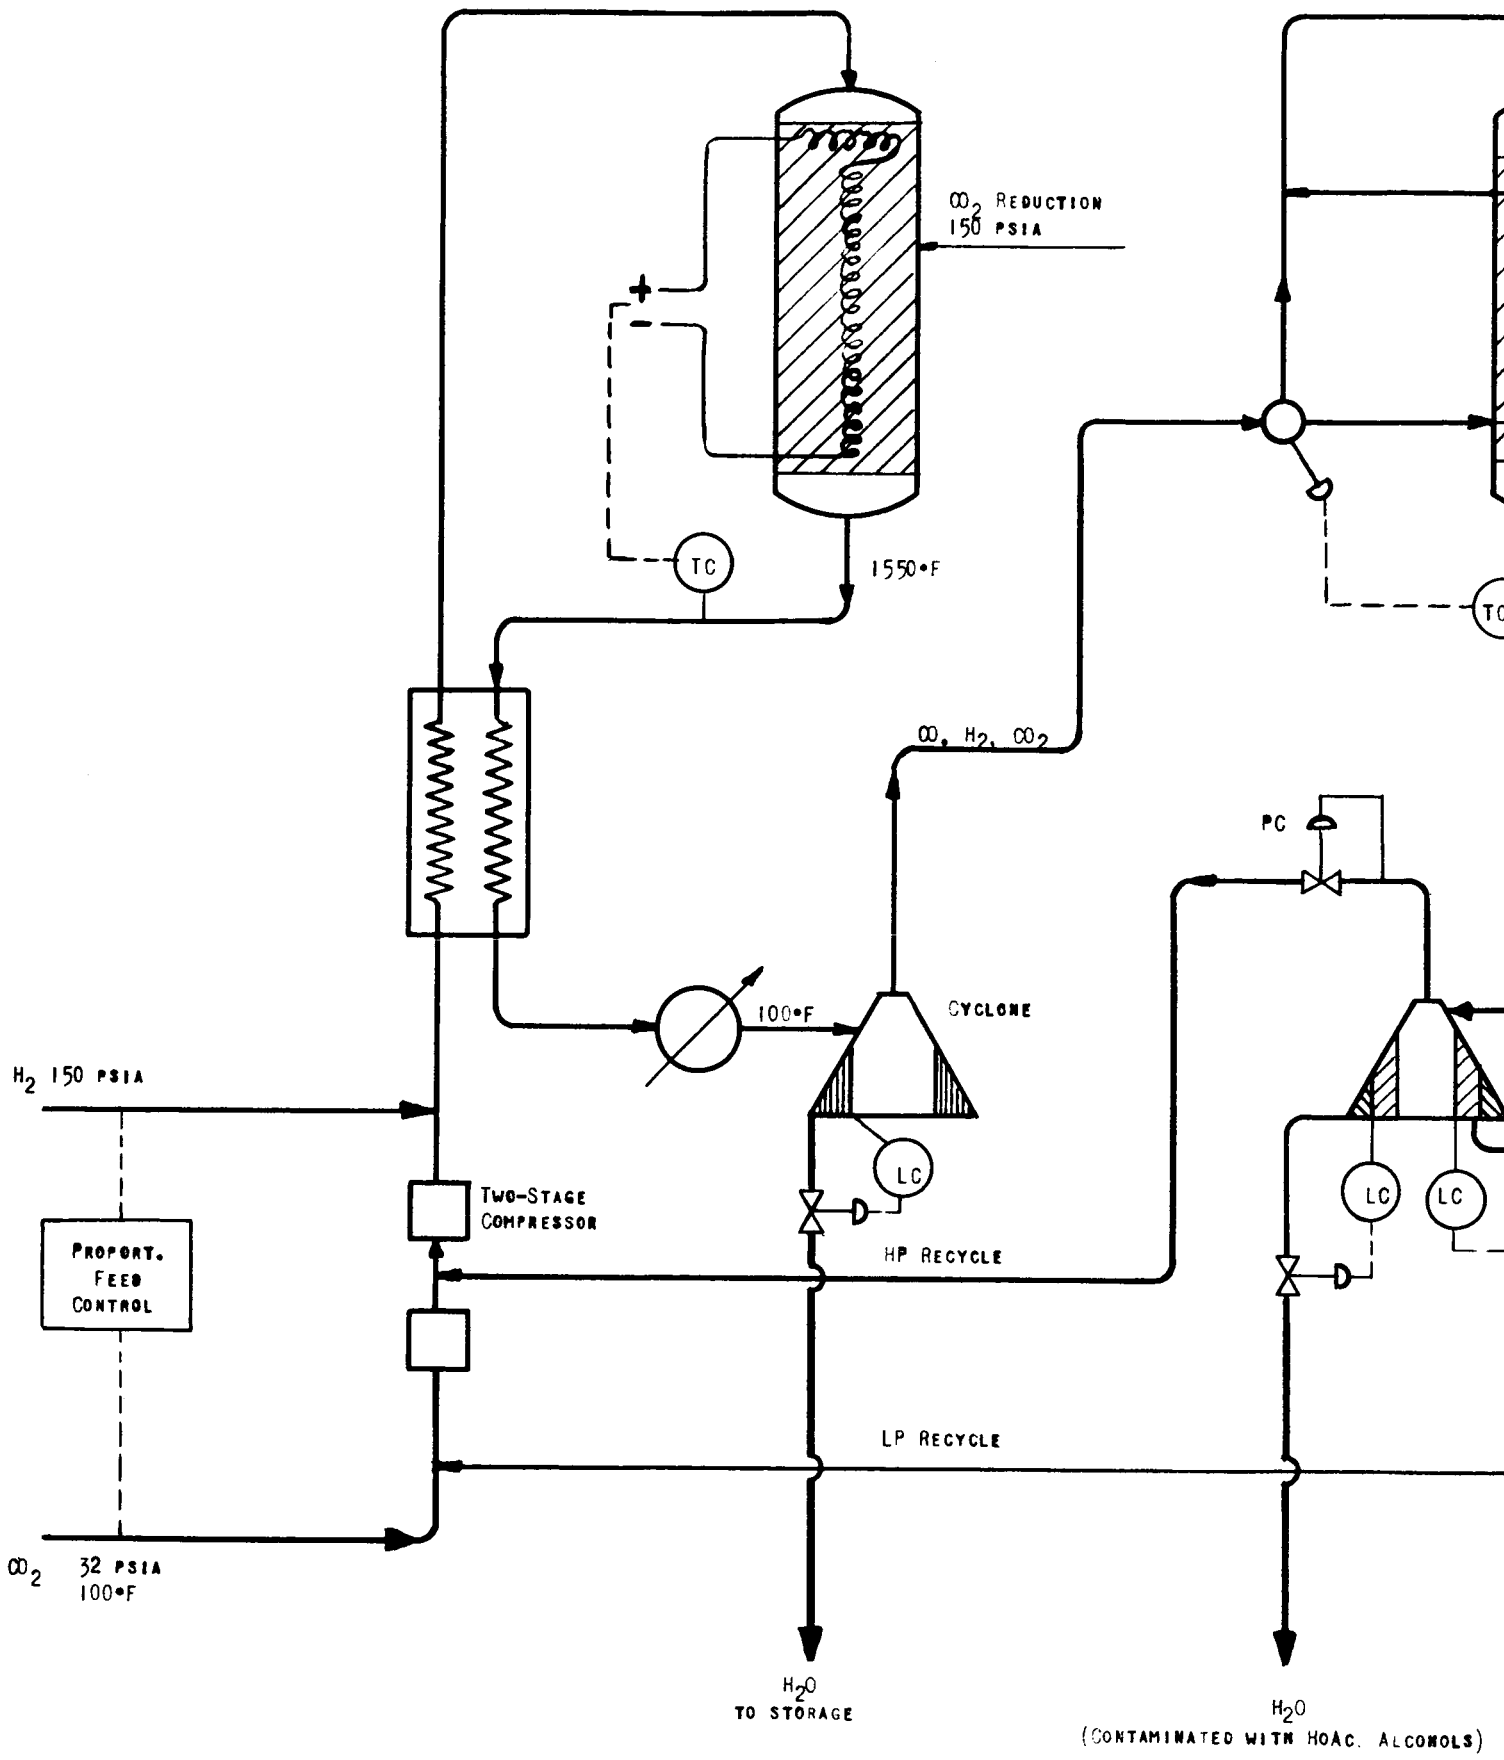 CO2 REDUCTION
150 PSIA
+
-
TC
1550°F
TC
CO, H2, CO2
PC
100°F
CYCLONE
H2 150 PSIA
LC
LC
LC
TWO-STAGE
COMPRESSOR
PROPORT.
FEED
CONTROL
HP RECYCLE
LP RECYCLE
CO2 32 PSIA
100°F
H2O
TO STORAGE
H2O
(CONTAMINATED WITH HOAC. ALCOHOLS)